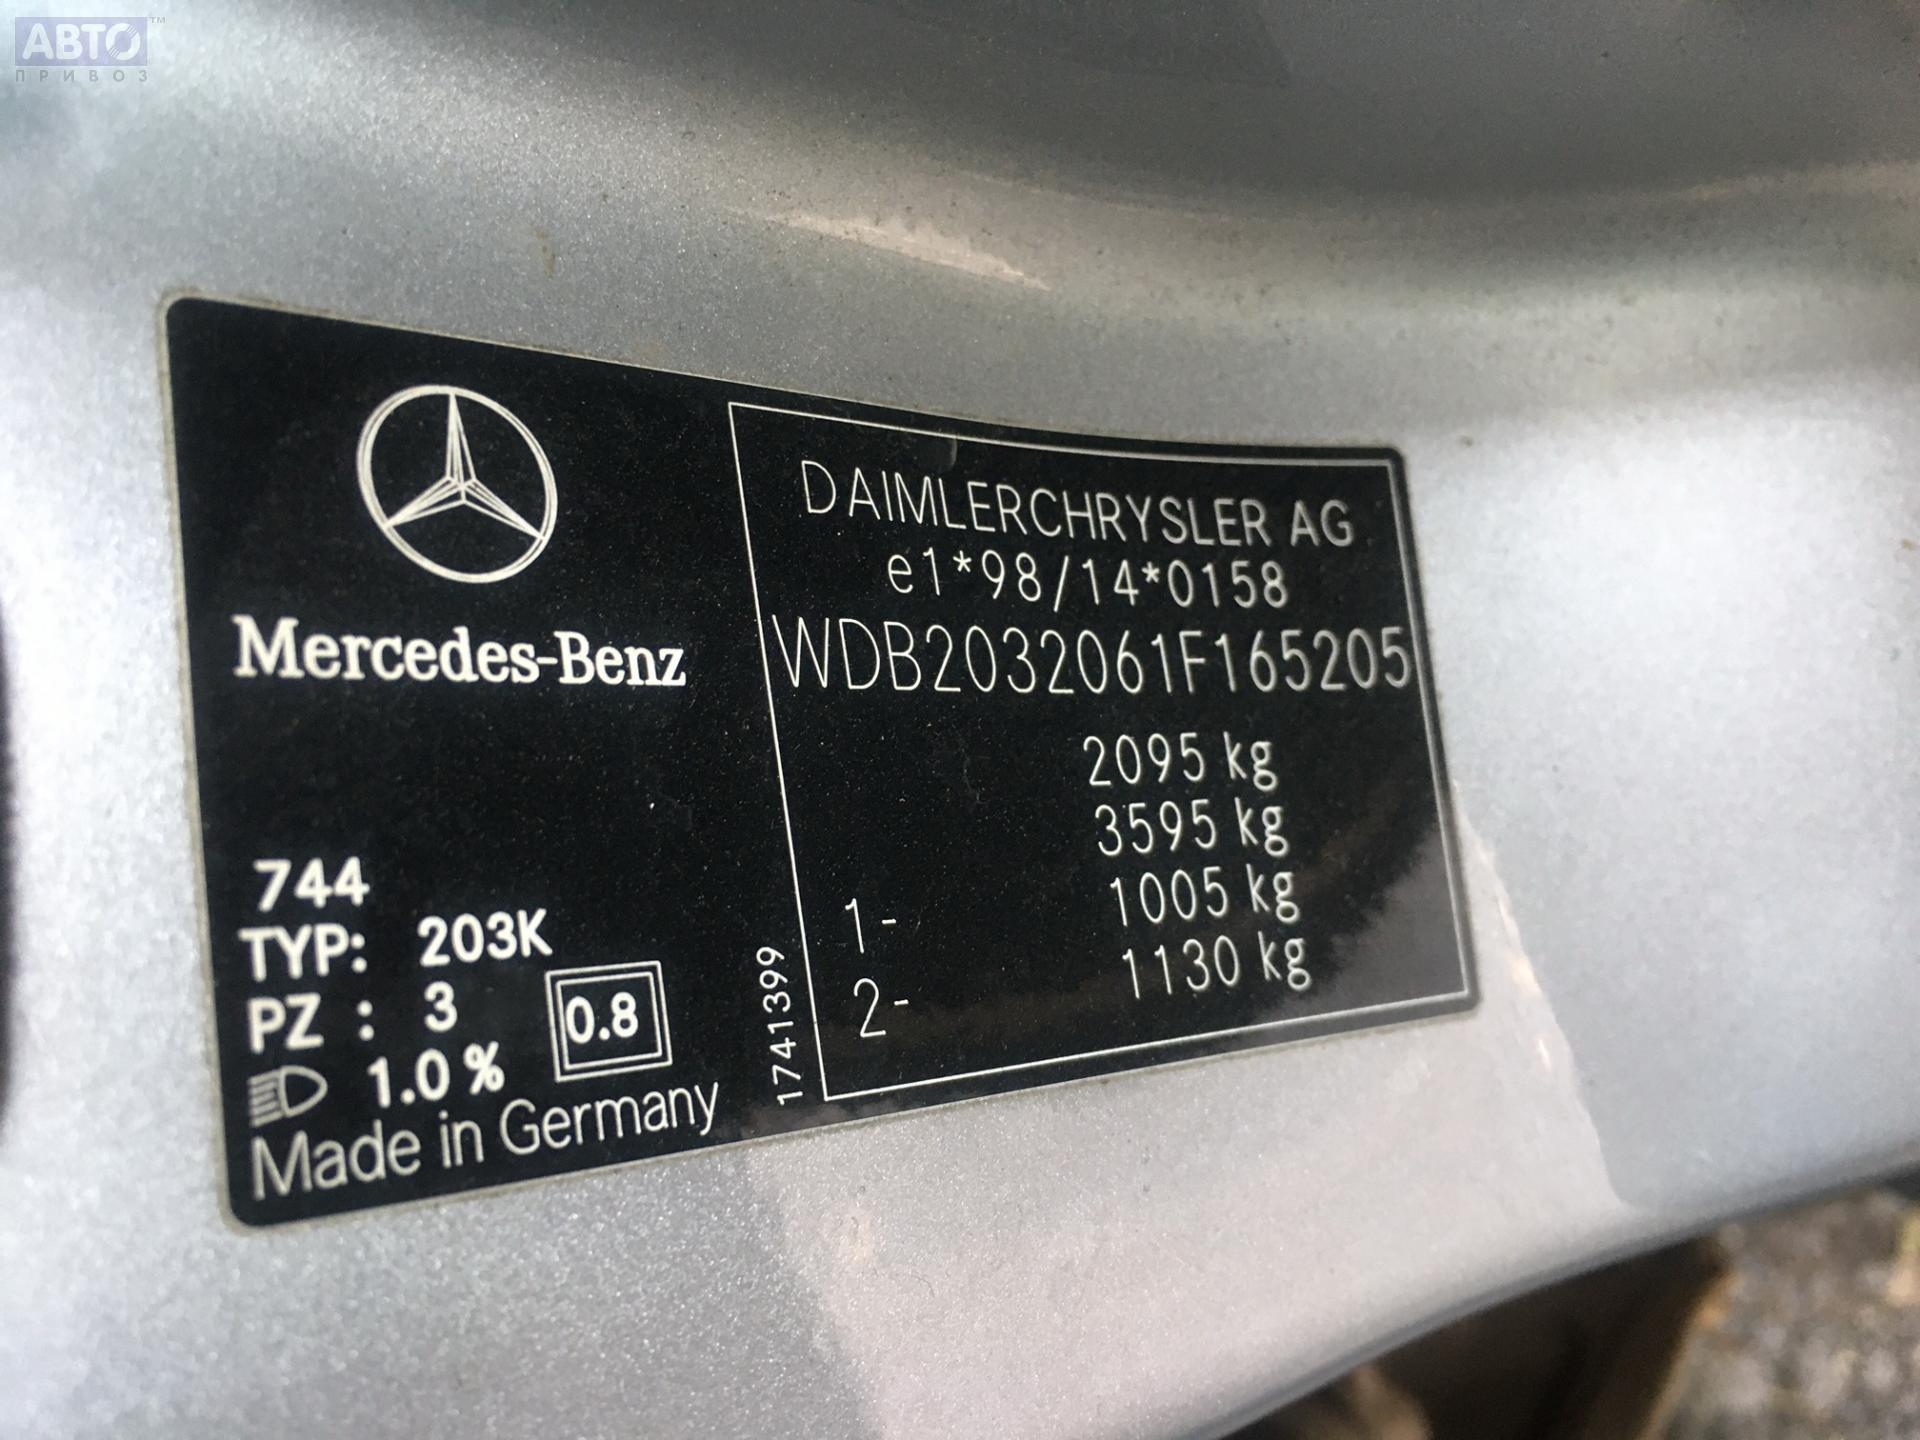 АВТО™
ПРИВОЗ
Mercedes-Benz
744
TYP: 203K
PZ : 3
1.0 %
0.8
Made in Germany
1741399
DAIMLERCHRYSLER AG
e1*98/14*0158
WDB2032061F165205
2095 kg
3595 kg
1- 1005 kg
2- 1130 kg